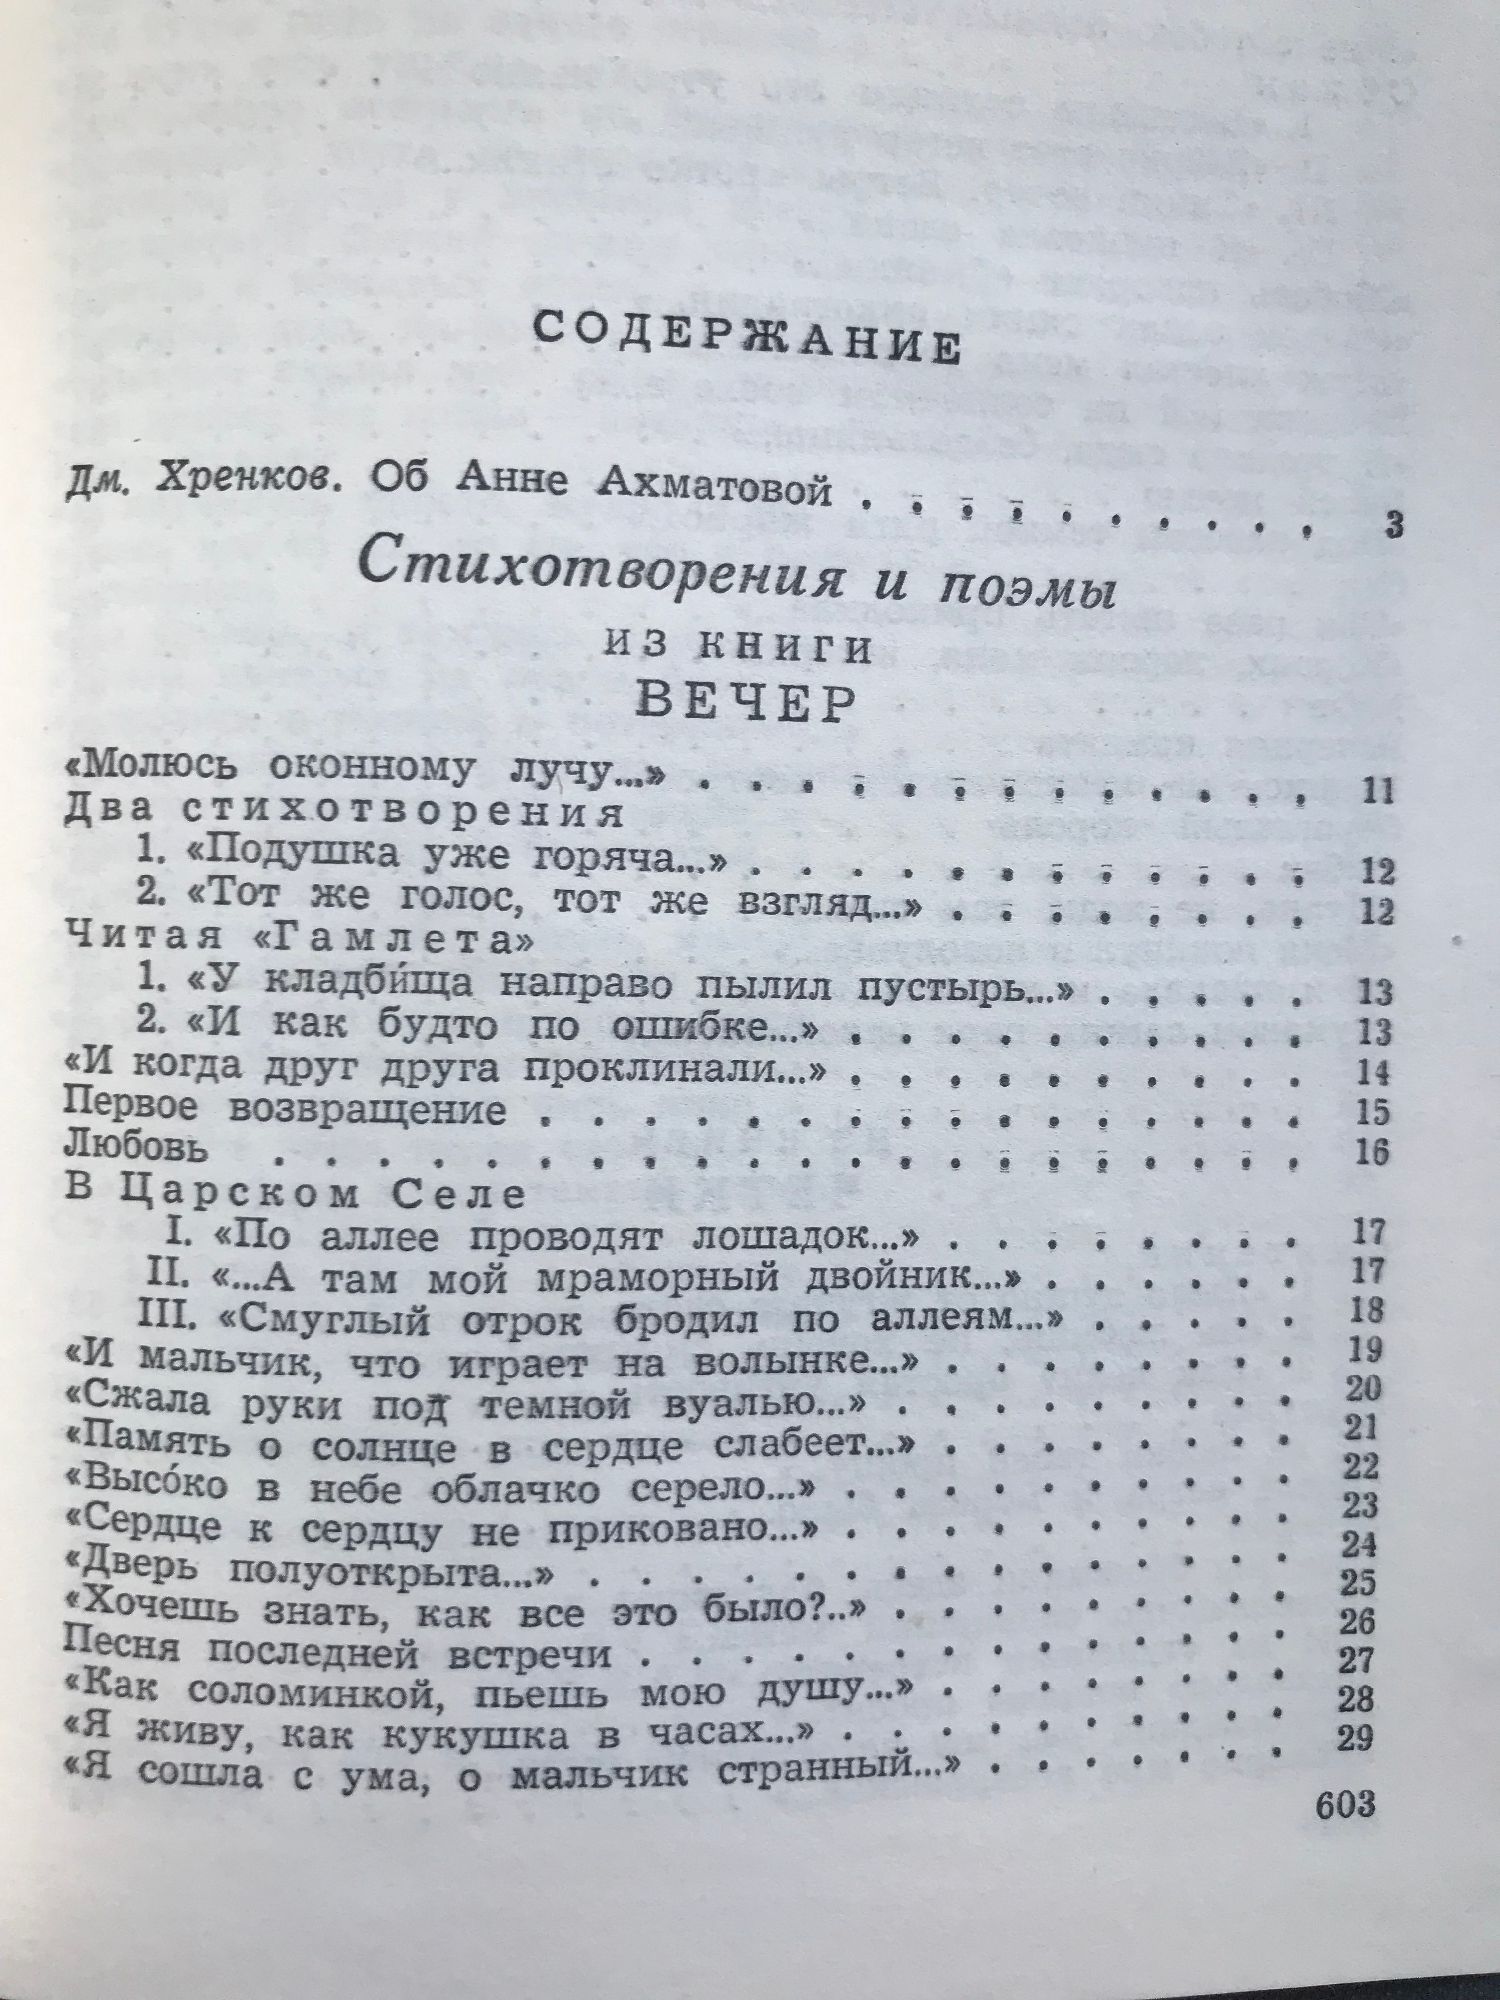 СОДЕРЖАНИЕ
Дм. Хренков. Об Анне Ахматовой . . . . . . . . . . 3
Стихотворения и поэмы
ИЗ КНИГИ
ВЕЧЕР
«Молюсь оконному лучу...» . . . . . . . . . . . . . 11
Два стихотворения
1. «Подушка уже горяча...» . . . . . . . . . . . . 12
2. «Тот же голос, тот же взгляд...» . . . . . . . . 12
Читая «Гамлета»
1. «У кладби́ща направо пылил пустырь...» . . . . . 13
2. «И как будто по ошибке...» . . . . . . . . . . 13
«И когда друг друга проклинали...» . . . . . . . . . . 14
Первое возвращение . . . . . . . . . . . . . . . . 15
Любовь . . . . . . . . . . . . . . . . . . . . . 16
В Царском Селе
I. «По аллее проводят лошадок...» . . . . . . . . 17
II. «...А там мой мраморный двойник...» . . . . . . 17
III. «Смуглый отрок бродил по аллеям...» . . . . . 18
«И мальчик, что играет на волынке...» . . . . . . . . 19
«Сжала руки под темной вуалью...» . . . . . . . . . 20
«Память о солнце в сердце слабеет...» . . . . . . . . 21
«Высо́ко в небе облачко серело...» . . . . . . . . . . 22
«Сердце к сердцу не приковано...» . . . . . . . . . . 23
«Дверь полуоткрыта...» . . . . . . . . . . . . . . . 24
«Хочешь знать, как все это было?..» . . . . . . . . . 25
Песня последней встречи . . . . . . . . . . . . . . 26
«Как соломинкой, пьешь мою душу...» . . . . . . . . 27
«Я живу, как кукушка в часах...» . . . . . . . . . . 28
«Я сошла с ума, о мальчик странный...» . . . . . . . 29
603